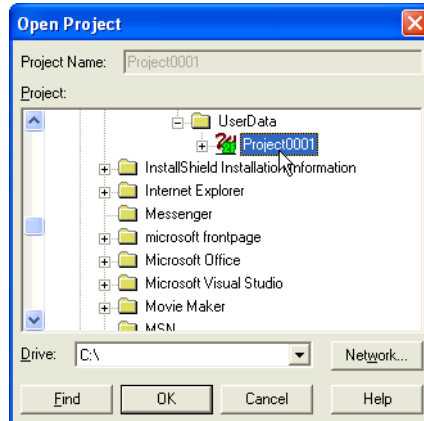 Open Project
Project Name: Project0001
Project:
UserData
Project0001
InstallShield Installation Information
Internet Explorer
Messenger
microsoft frontpage
Microsoft Office
Microsoft Visual Studio
Movie Maker
MSN
Drive: C:\ Network...
Find OK Cancel Help